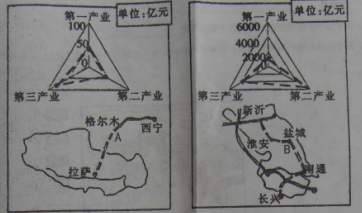 单位:亿元
第一产业
100
50
0
第三产业
第二产业
格尔木
西宁
A
拉萨
单位:亿元
第一产业
6000
4000
2000
0
第三产业
第二产业
新沂
淮安
盐城
B
南通
长兴